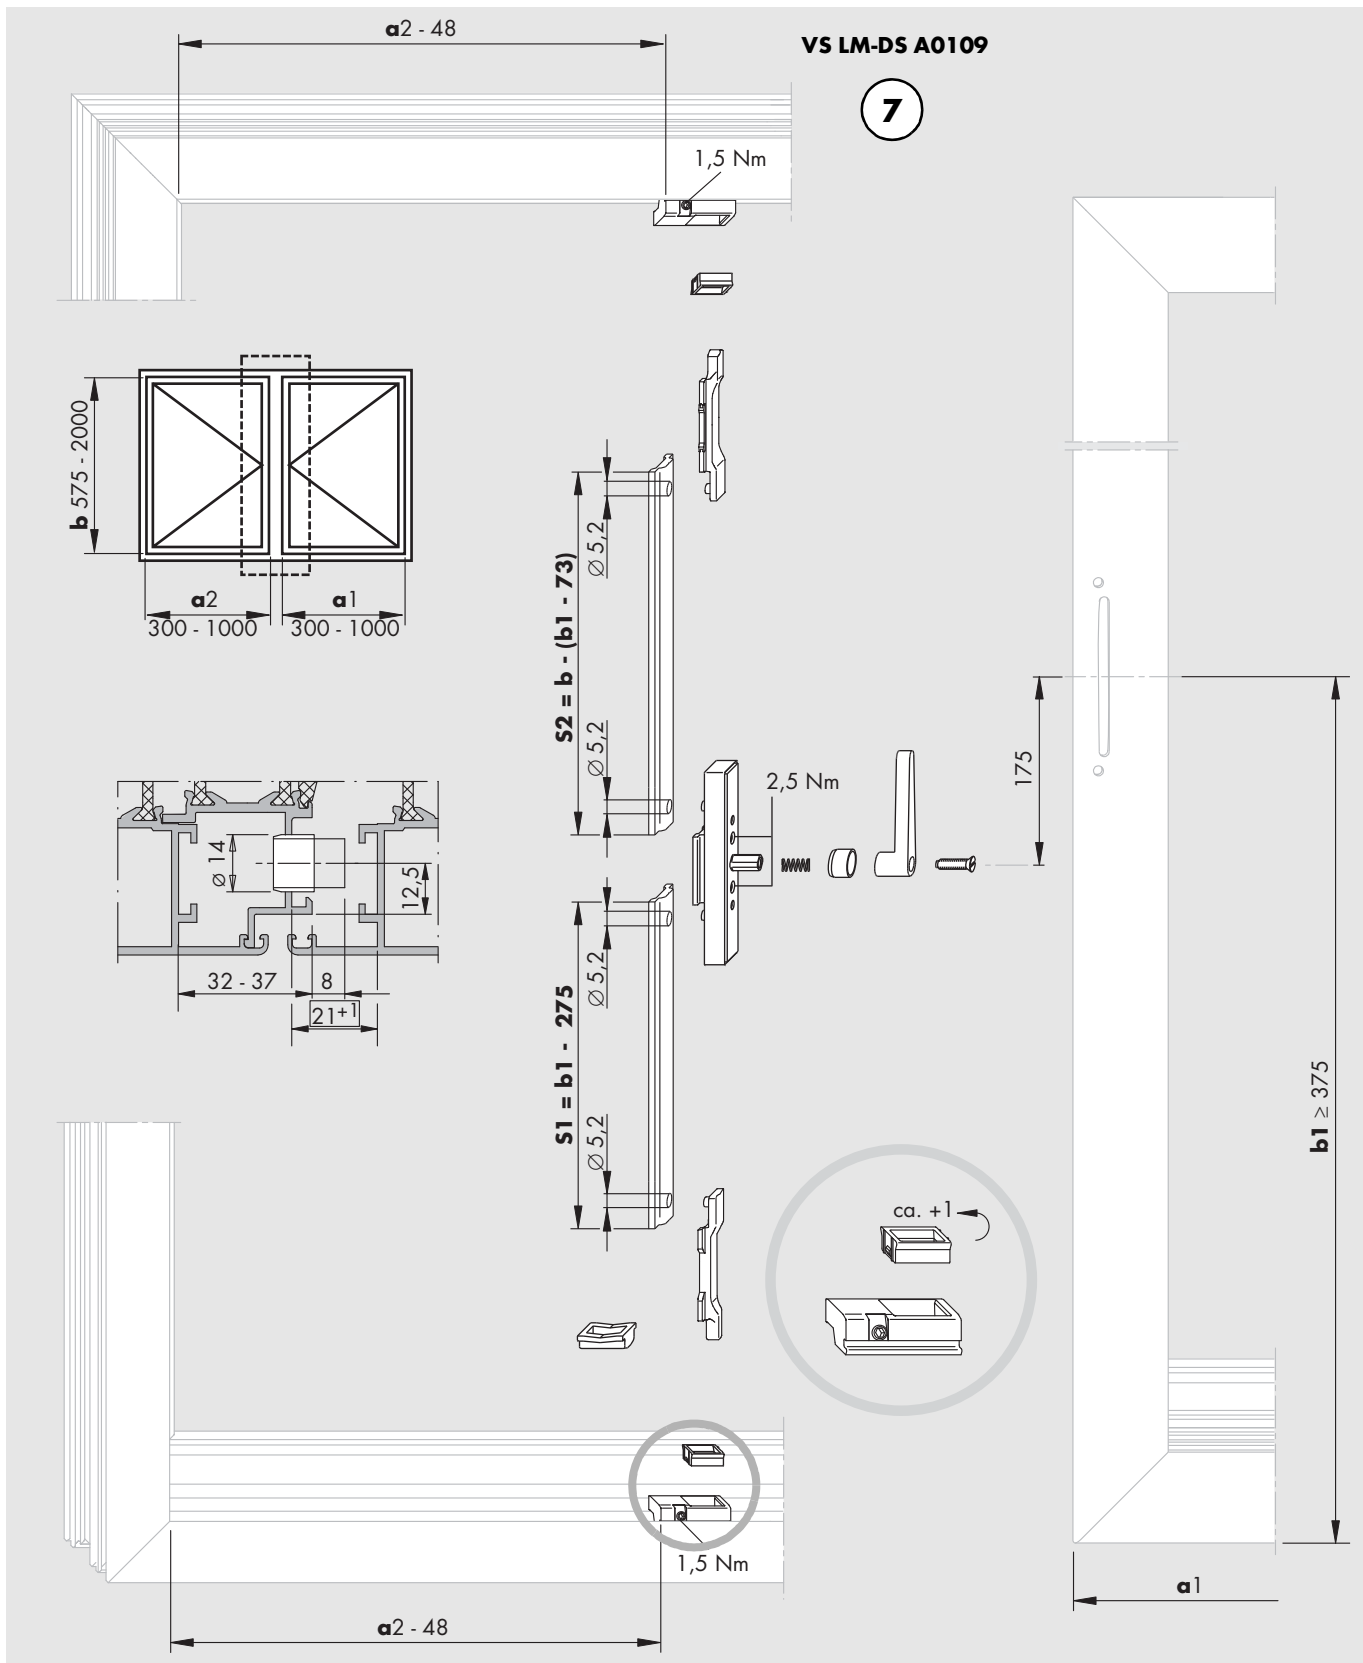 a2 - 48
VS LM-DS A0109
7
1,5 Nm
b 575 - 2000
a2
300 - 1000
a1
300 - 1000
S2 = b - (b1 - 73)
Ø 5,2
Ø 5,2
2,5 Nm
175
Ø 14
12,5
32 - 37
8
21+1
S1 = b1 - 275
Ø 5,2
Ø 5,2
b1 ≥ 375
ca. +1
1,5 Nm
a1
a2 - 48